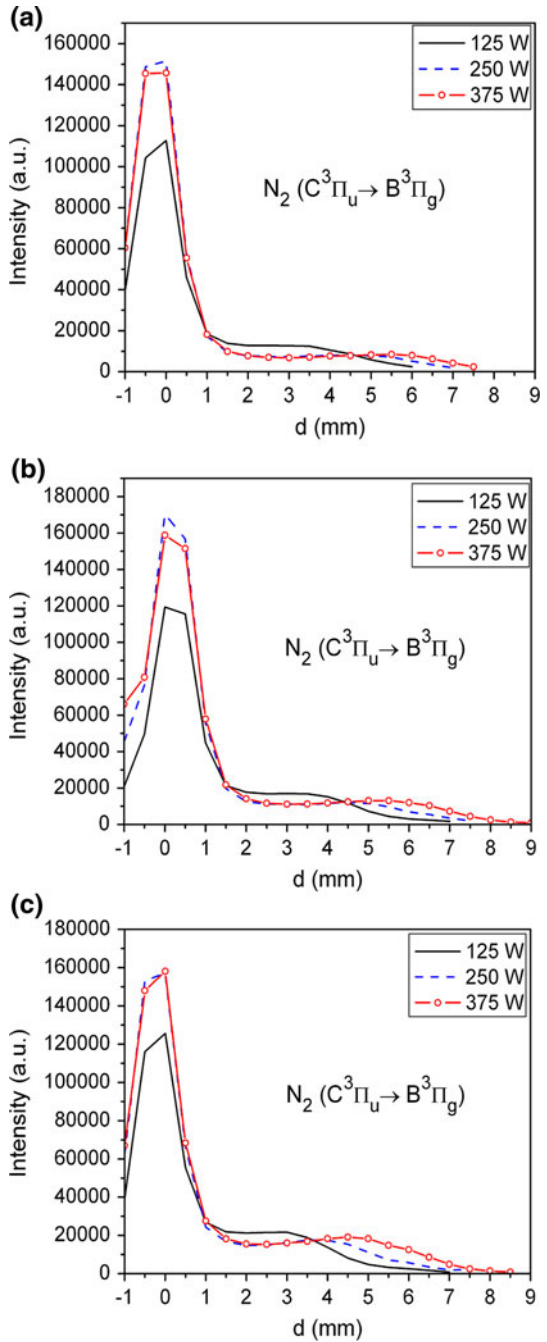 (a)
160000
140000
120000
100000
80000
60000
40000
20000
0
Intensity (a.u.)
125 W
250 W
375 W
N₂ (C³Πᵤ→ B³Π_g)
-1 0 1 2 3 4 5 6 7 8 9
d (mm)
(b)
180000
160000
140000
120000
100000
80000
60000
40000
20000
0
Intensity (a.u.)
125 W
250 W
375 W
N₂ (C³Πᵤ→ B³Π_g)
-1 0 1 2 3 4 5 6 7 8 9
d (mm)
(c)
180000
160000
140000
120000
100000
80000
60000
40000
20000
0
Intensity (a.u.)
125 W
250 W
375 W
N₂ (C³Πᵤ→ B³Π_g)
-1 0 1 2 3 4 5 6 7 8 9
d (mm)